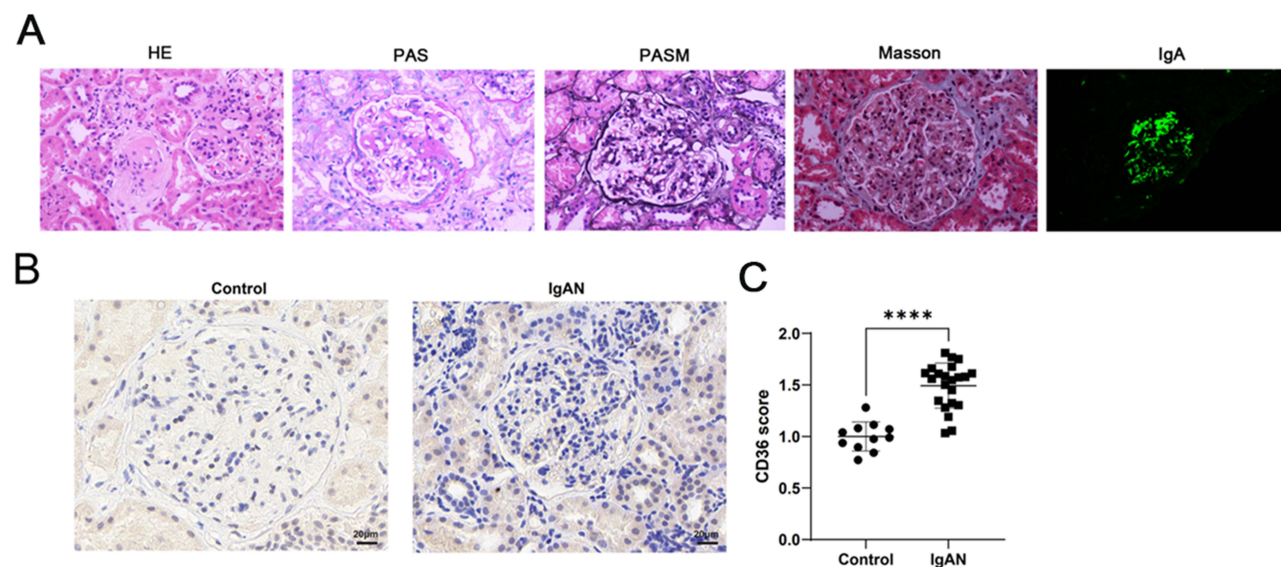 A
HE PAS PASM Masson IgA
B
Control IgAN
20μm 20μm
C
****
CD36 score
2.0
1.5
1.0
0.5
0.0
Control IgAN